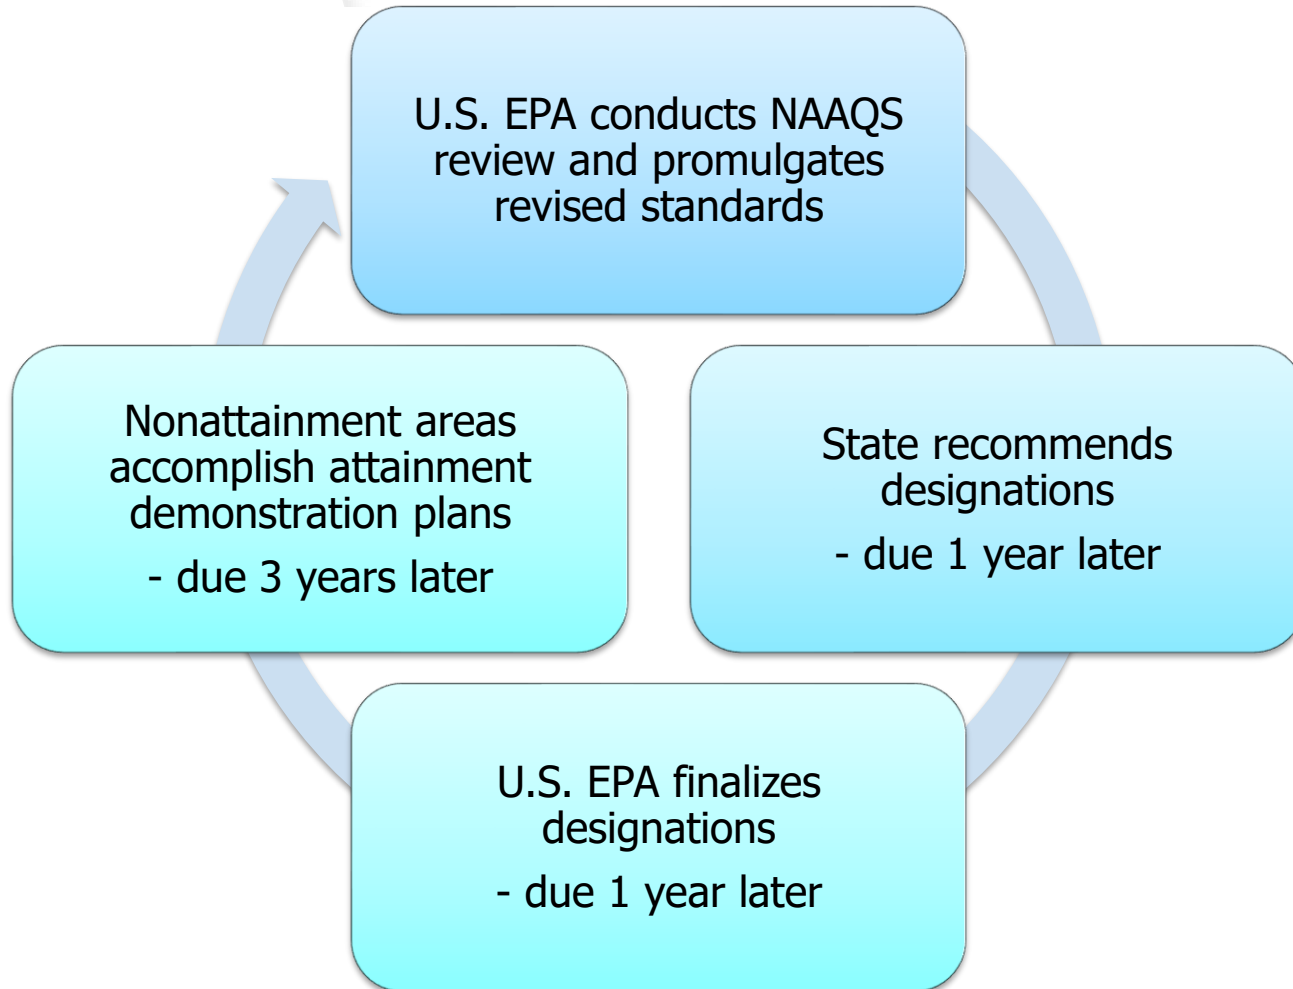 U.S. EPA conducts NAAQS
review and promulgates
revised standards
State recommends
designations
- due 1 year later
U.S. EPA finalizes
designations
- due 1 year later
Nonattainment areas
accomplish attainment
demonstration plans
- due 3 years later